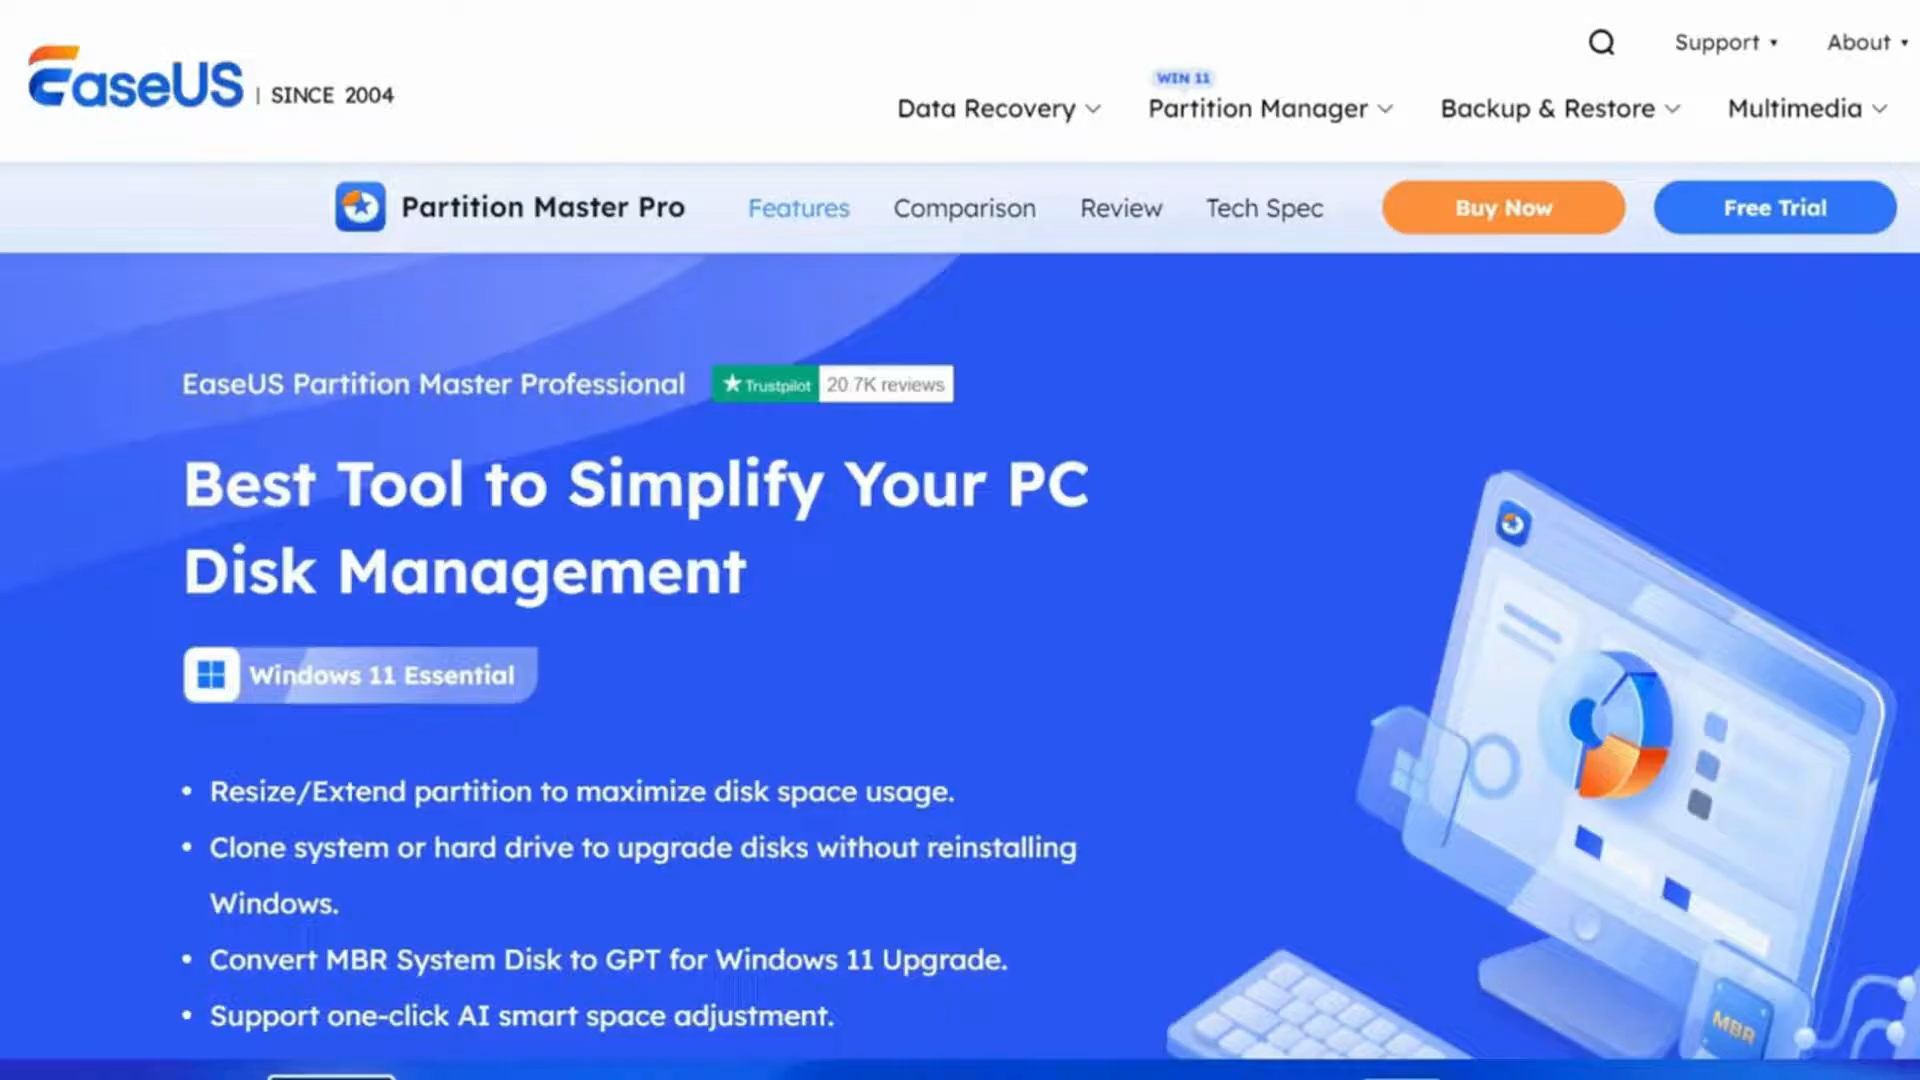 Support
About
EaseUS | SINCE 2004
WIN 11
Data Recovery
Partition Manager
Backup & Restore
Multimedia
Partition Master Pro
Features
Comparison
Review
Tech Spec
Buy Now
Free Trial
EaseUS Partition Master Professional
Trustpilot
20.7K reviews
Best Tool to Simplify Your PC
Disk Management
Windows 11 Essential
• Resize/Extend partition to maximize disk space usage.
• Clone system or hard drive to upgrade disks without reinstalling
Windows.
• Convert MBR System Disk to GPT for Windows 11 Upgrade.
• Support one-click AI smart space adjustment.
MBR